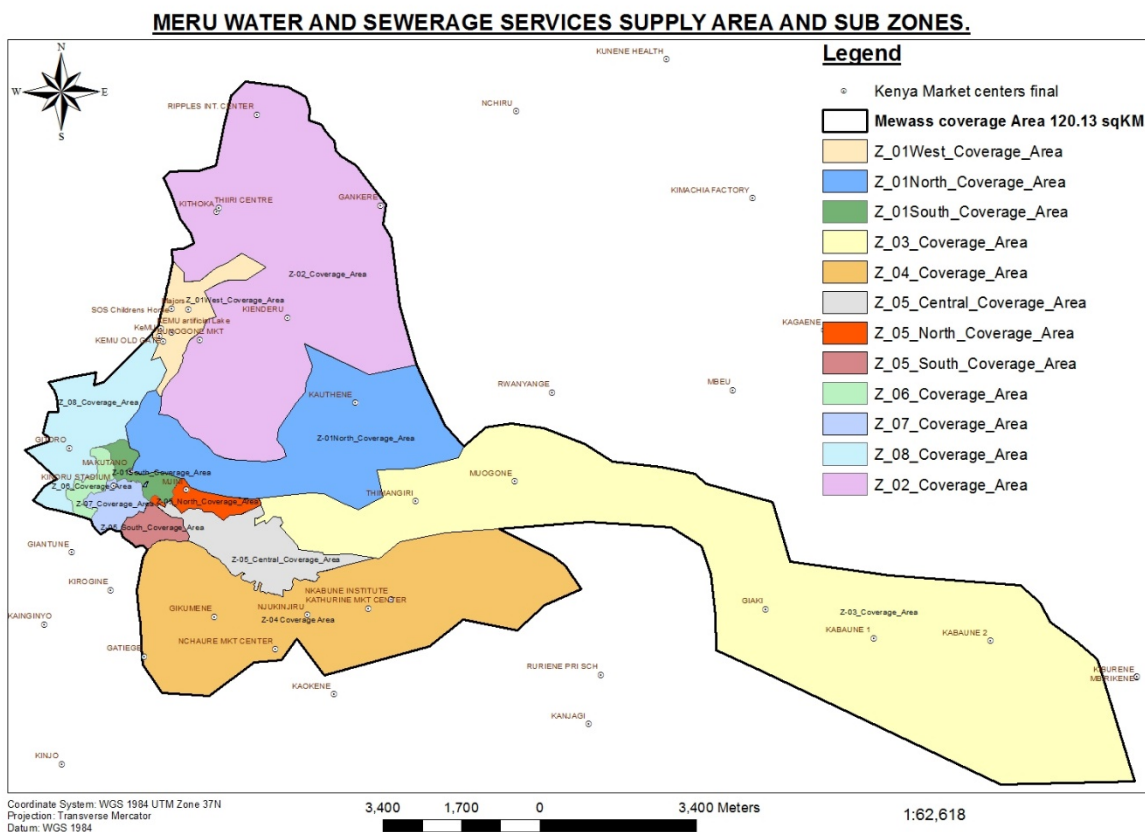 MERU WATER AND SEWERAGE SERVICES SUPPLY AREA AND SUB ZONES.
N
W
E
S
KUNENE HEALTH
RIPPLES INT. CENTER
NCHIRU
KIMACHIA FACTORY
THIIRI CENTRE
KITHOKA
GANKERE
Z-02_Coverage_Area
Majors
Z_01West_Coverage_Area
SOS Childrens Home
KIENDERU
KEMU artificial Lake
KeMU
KEMU OLD GATE
KAGAENE
RWANYANGE
MBEU
KAUTHENE
Z_08_Coverage_Area
Z-01North_Coverage_Area
MAKUTANO
Z-01South_Coverage_Area
KINORU STADIUM
Z_06_Coverage_Area
MUOGONE
THIMANGIRI
Z-07_Coverage_Area
GIANTUNE
Z-05_Central_Coverage_Area
KIROGINE
NKABUNE INSTITUTE
KATHURINE MKT CENTER
GIKUMENE
NJUKINJIRU
Z-04 Coverage Area
KAINGINYO
GIAKI
Z-03_Coverage_Area
KABAUNE 1
KABAUNE 2
NCHAURE MKT CENTER
GATIEGE
RURIENE PRI SCH
KAOKENE
KANJAGI
KINJO
Legend
Kenya Market centers final
Mewass coverage Area 120.13 sqKM
Z_01West_Coverage_Area
Z_01North_Coverage_Area
Z_01South_Coverage_Area
Z_03_Coverage_Area
Z_04_Coverage_Area
Z_05_Central_Coverage_Area
Z_05_North_Coverage_Area
Z_05_South_Coverage_Area
Z_06_Coverage_Area
Z_07_Coverage_Area
Z_08_Coverage_Area
Z_02_Coverage_Area
Coordinate System: WGS 1984 UTM Zone 37N
Projection: Transverse Mercator
Datum: WGS 1984
3,400 1,700 0 3,400 Meters
1:62,618